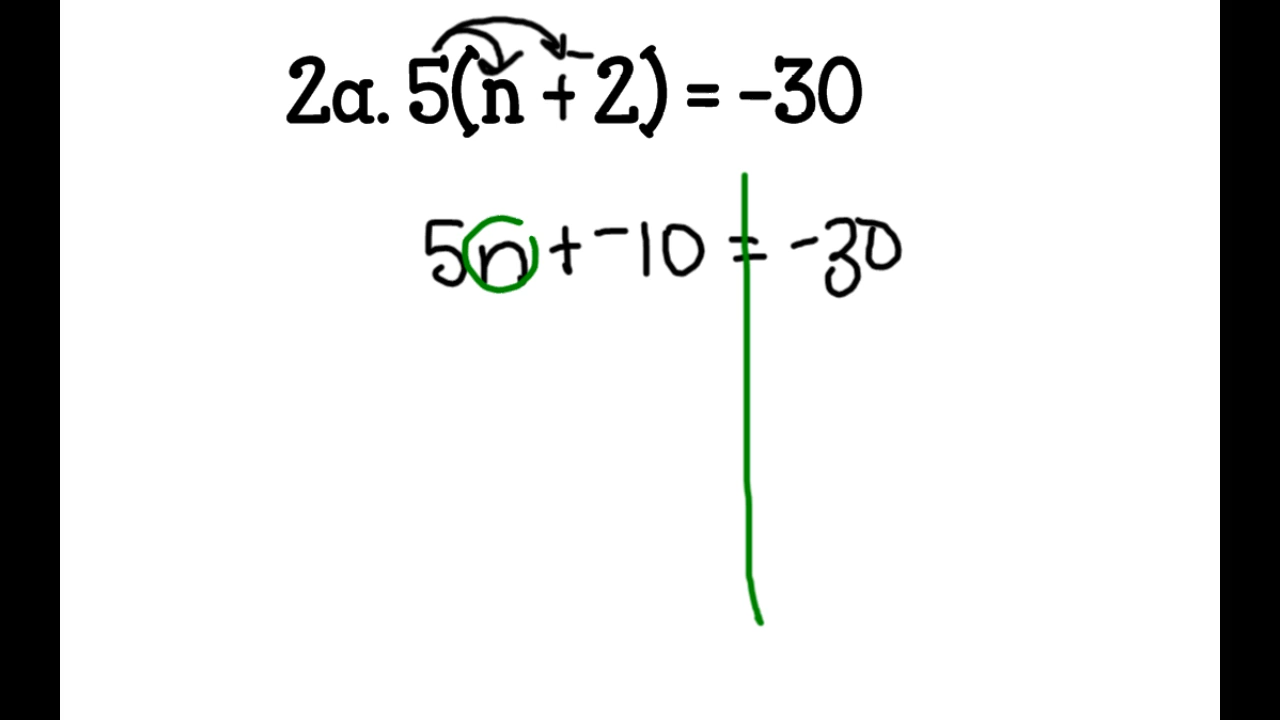 2a. 5(n + -2) = -30
5n + -10 = -30